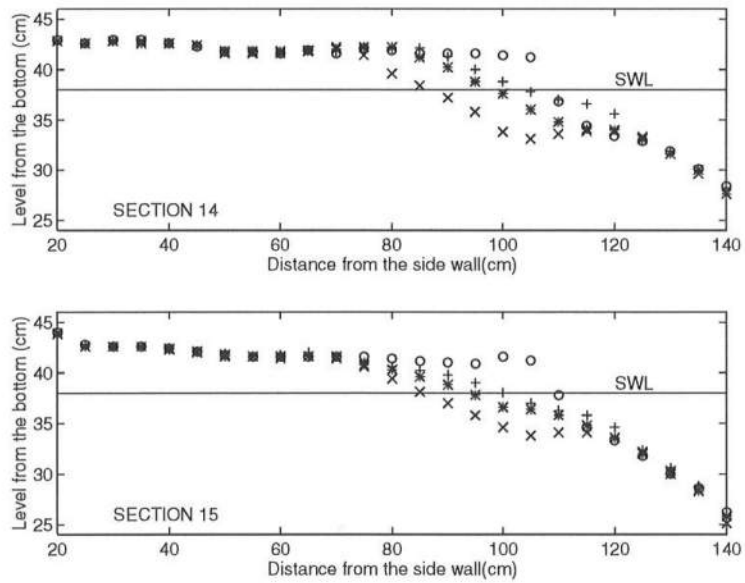 Level from the bottom (cm)
45
40
35
30
25
SWL
SECTION 14
20 40 60 80 100 120 140
Distance from the side wall(cm)
Level from the bottom (cm)
45
40
35
30
25
SWL
SECTION 15
20 40 60 80 100 120 140
Distance from the side wall(cm)